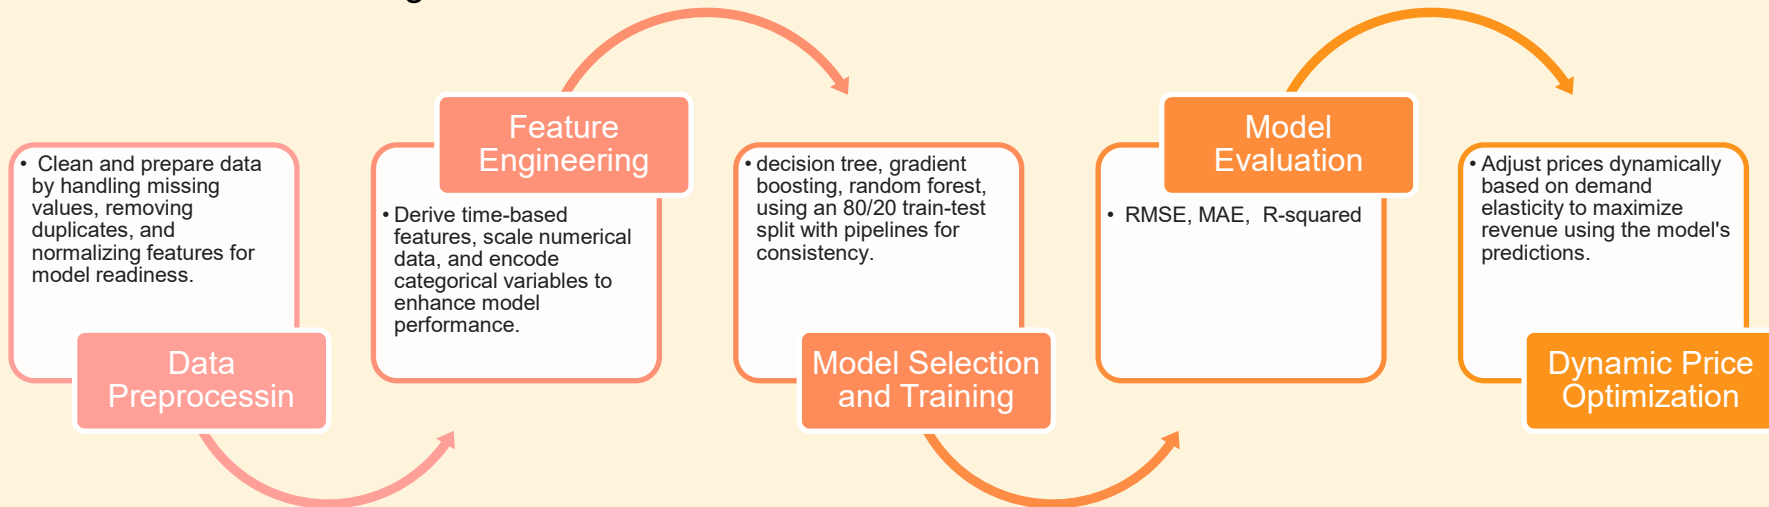 • Clean and prepare data
by handling missing
values, removing
duplicates, and
normalizing features for
model readiness.
Data
Preprocessin
Feature
Engineering
• Derive time-based
features, scale numerical
data, and encode
categorical variables to
enhance model
performance.
• decision tree, gradient
boosting, random forest,
using an 80/20 train-test
split with pipelines for
consistency.
Model Selection
and Training
Model
Evaluation
• RMSE, MAE, R-squared
• Adjust prices dynamically
based on demand
elasticity to maximize
revenue using the model's
predictions.
Dynamic Price
Optimization